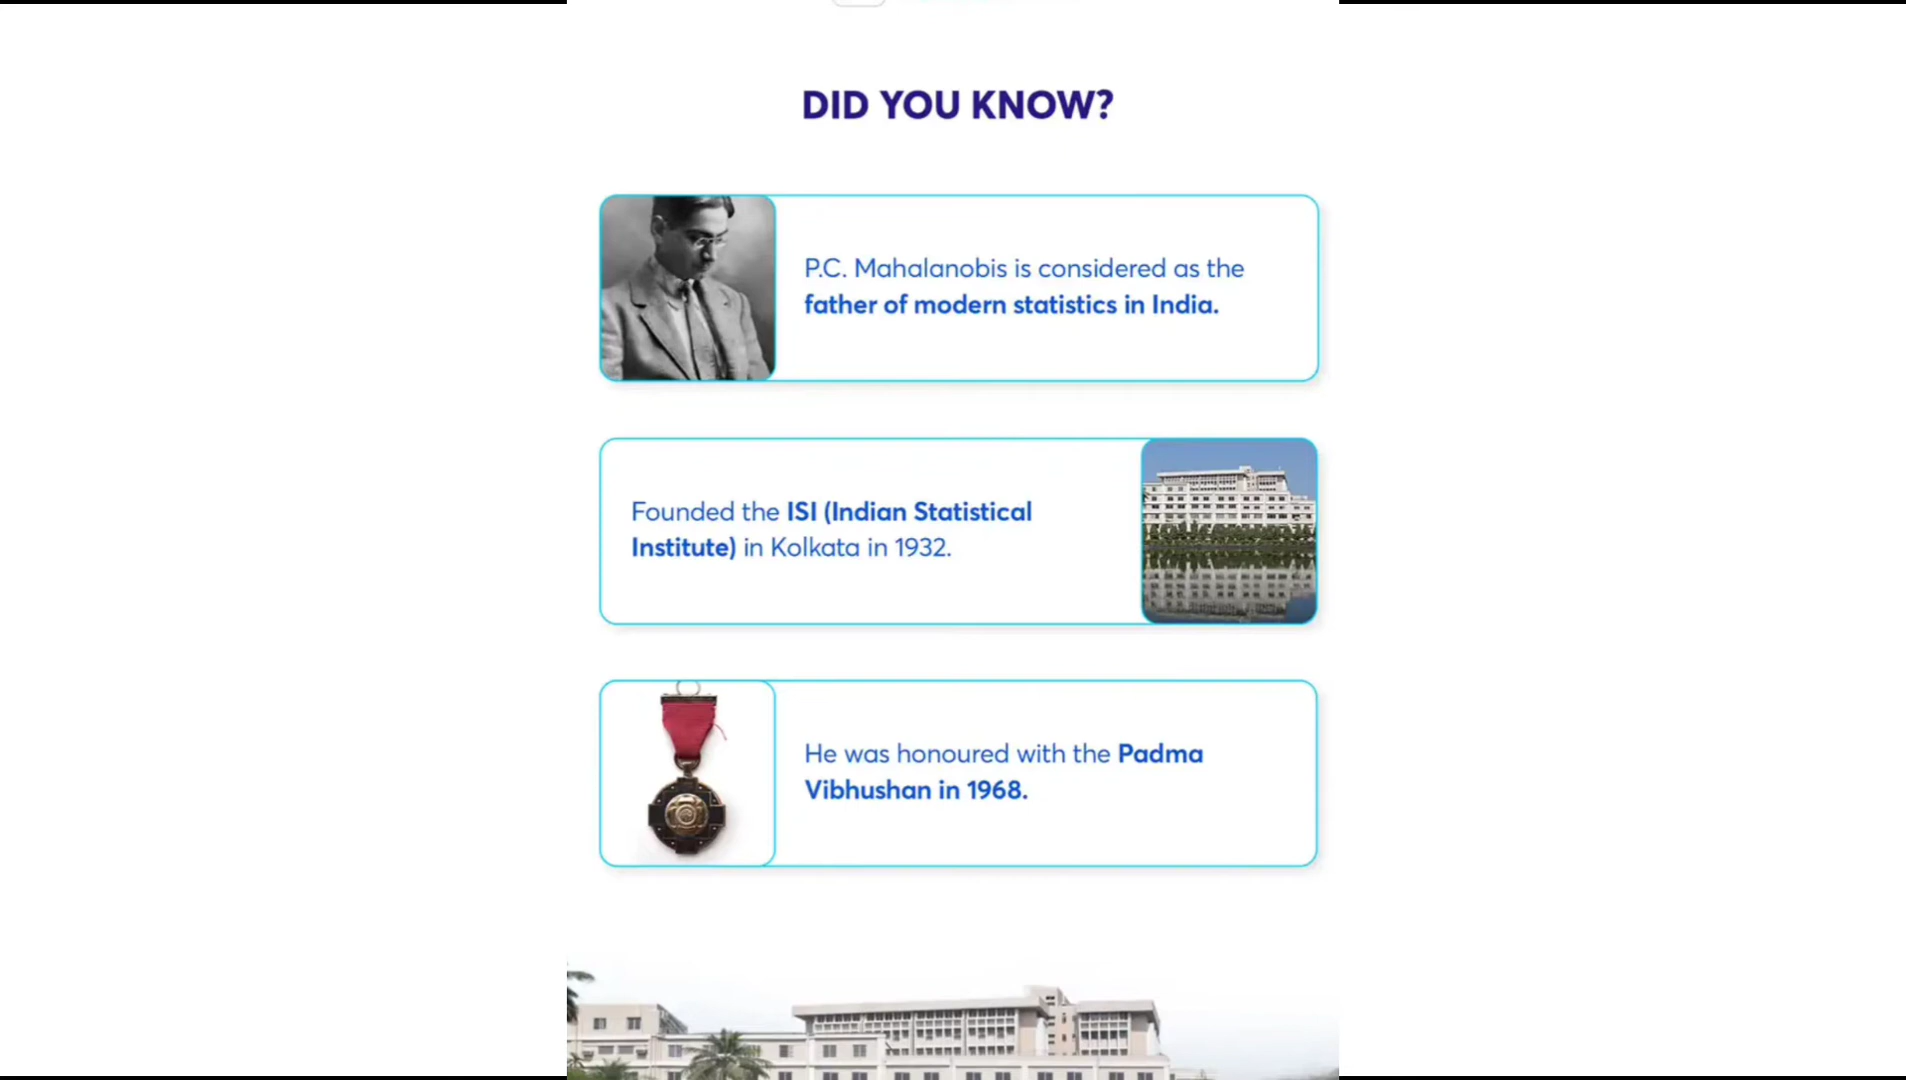 DID YOU KNOW?
P.C. Mahalanobis is considered as the
father of modern statistics in India.
Founded the ISI (Indian Statistical
Institute) in Kolkata in 1932.
He was honoured with the Padma
Vibhushan in 1968.